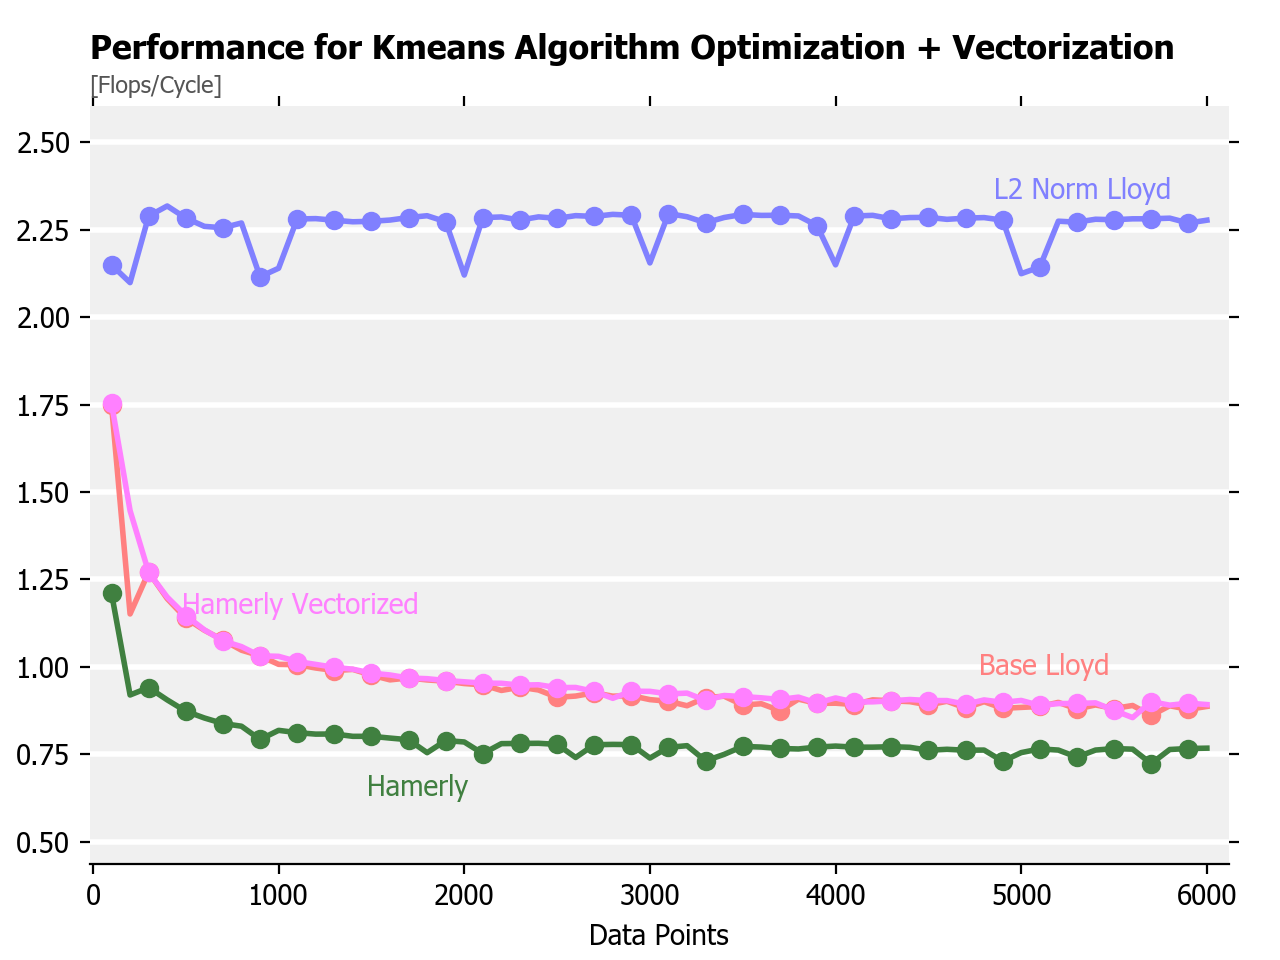 Performance for Kmeans Algorithm Optimization + Vectorization
[Flops/Cycle]
2.50
L2 Norm Lloyd
2.25
2.00
1.75
1.50
1.25
Hamerly Vectorized
1.00
Base Lloyd
0.75
Hamerly
0.50
0 1000 2000 3000 4000 5000 6000
Data Points